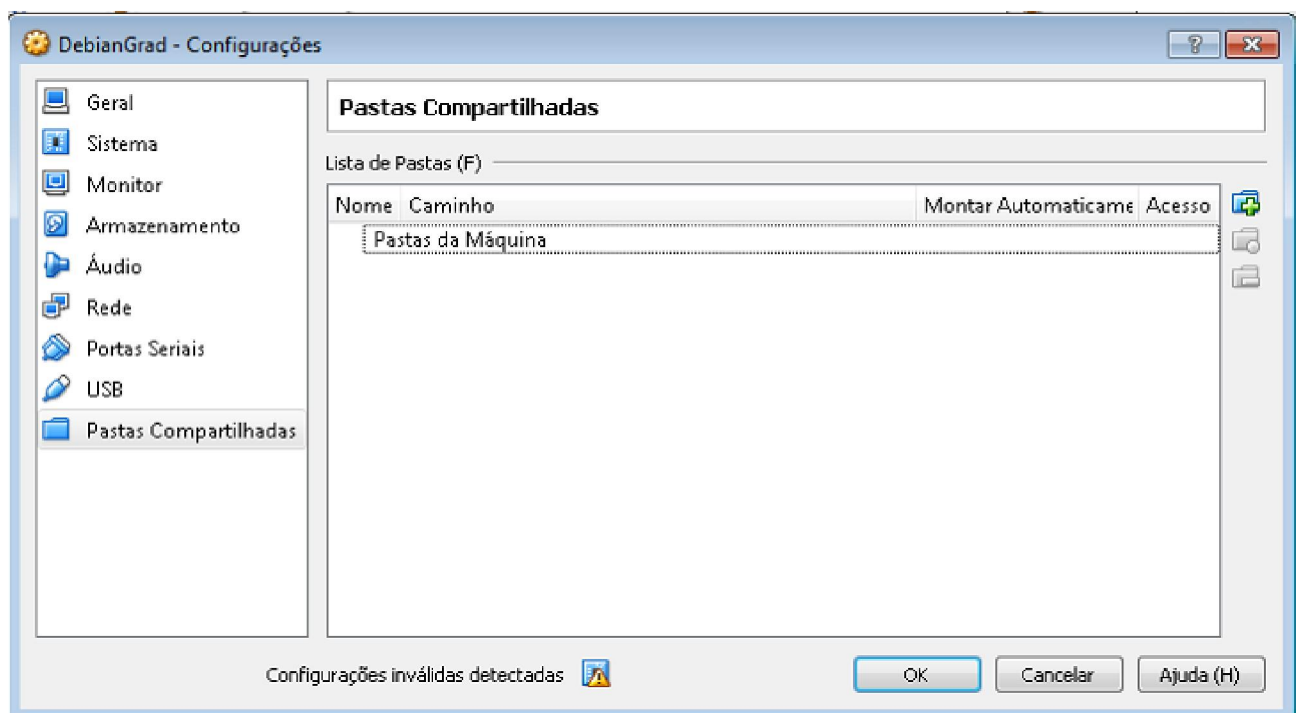 DebianGrad - Configurações
Geral
Sistema
Monitor
Armazenamento
Áudio
Rede
Portas Seriais
USB
Pastas Compartilhadas
Pastas Compartilhadas
Lista de Pastas (F)
Nome Caminho Montar Automaticame Acesso
Pastas da Máquina
Configurações inválidas detectadas
OK Cancelar Ajuda (H)